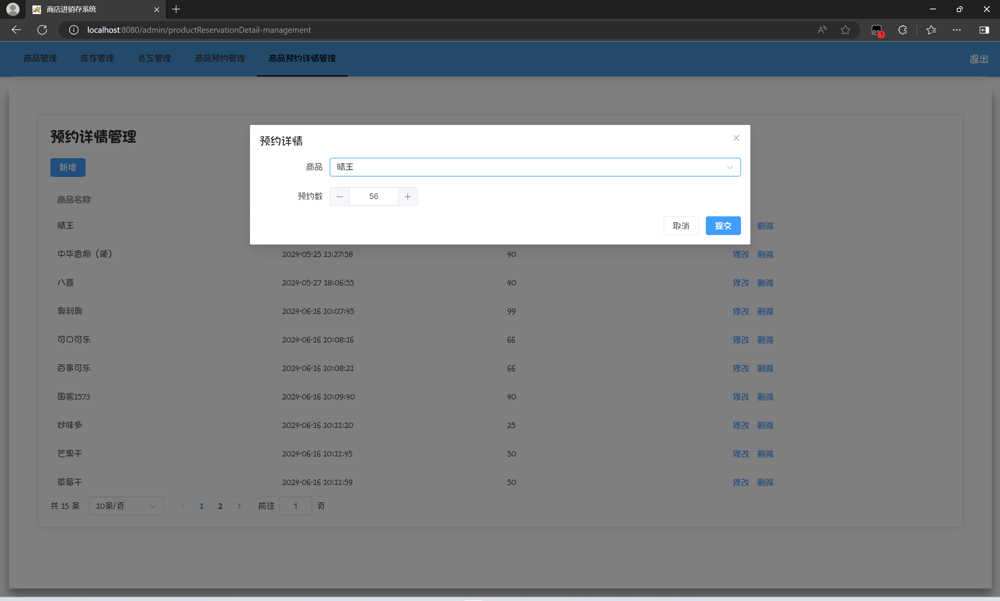 商店进销存系统
localhost:8080/admin/productReservationDetail-management
1
商品管理 库存管理 员工管理 商品预约管理 商品预约详情管理 退出
预约详情管理
预约详情
商品 晴王
新增
预约数 56
商品名称
取消 提交
晴王 删除
中华香烟（硬） 2024-05-25 13:27:58 40 修改 删除
八喜 2024-05-27 18:06:55 40 修改 删除
奥利奥 2024-06-16 10:07:45 99 修改 删除
可口可乐 2024-06-16 10:08:16 66 修改 删除
百事可乐 2024-06-16 10:08:21 66 修改 删除
国窖1573 2024-06-16 10:09:40 40 修改 删除
妙味多 2024-06-16 10:11:20 25 修改 删除
芒果干 2024-06-16 10:11:45 50 修改 删除
草莓干 2024-06-16 10:11:59 50 修改 删除
共 15 条 10条/页 1 2 前往 1 页